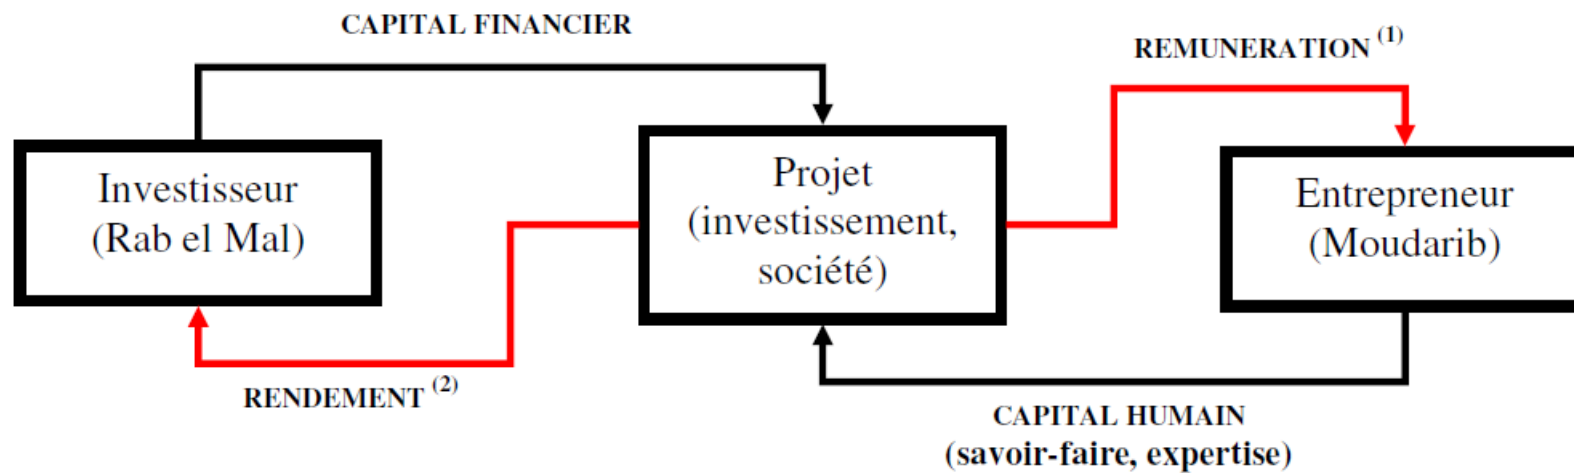 CAPITAL FINANCIER
REMUNERATION (1)
Investisseur
(Rab el Mal)
Projet
(investissement,
société)
Entrepreneur
(Moudarib)
RENDEMENT (2)
CAPITAL HUMAIN
(savoir-faire, expertise)